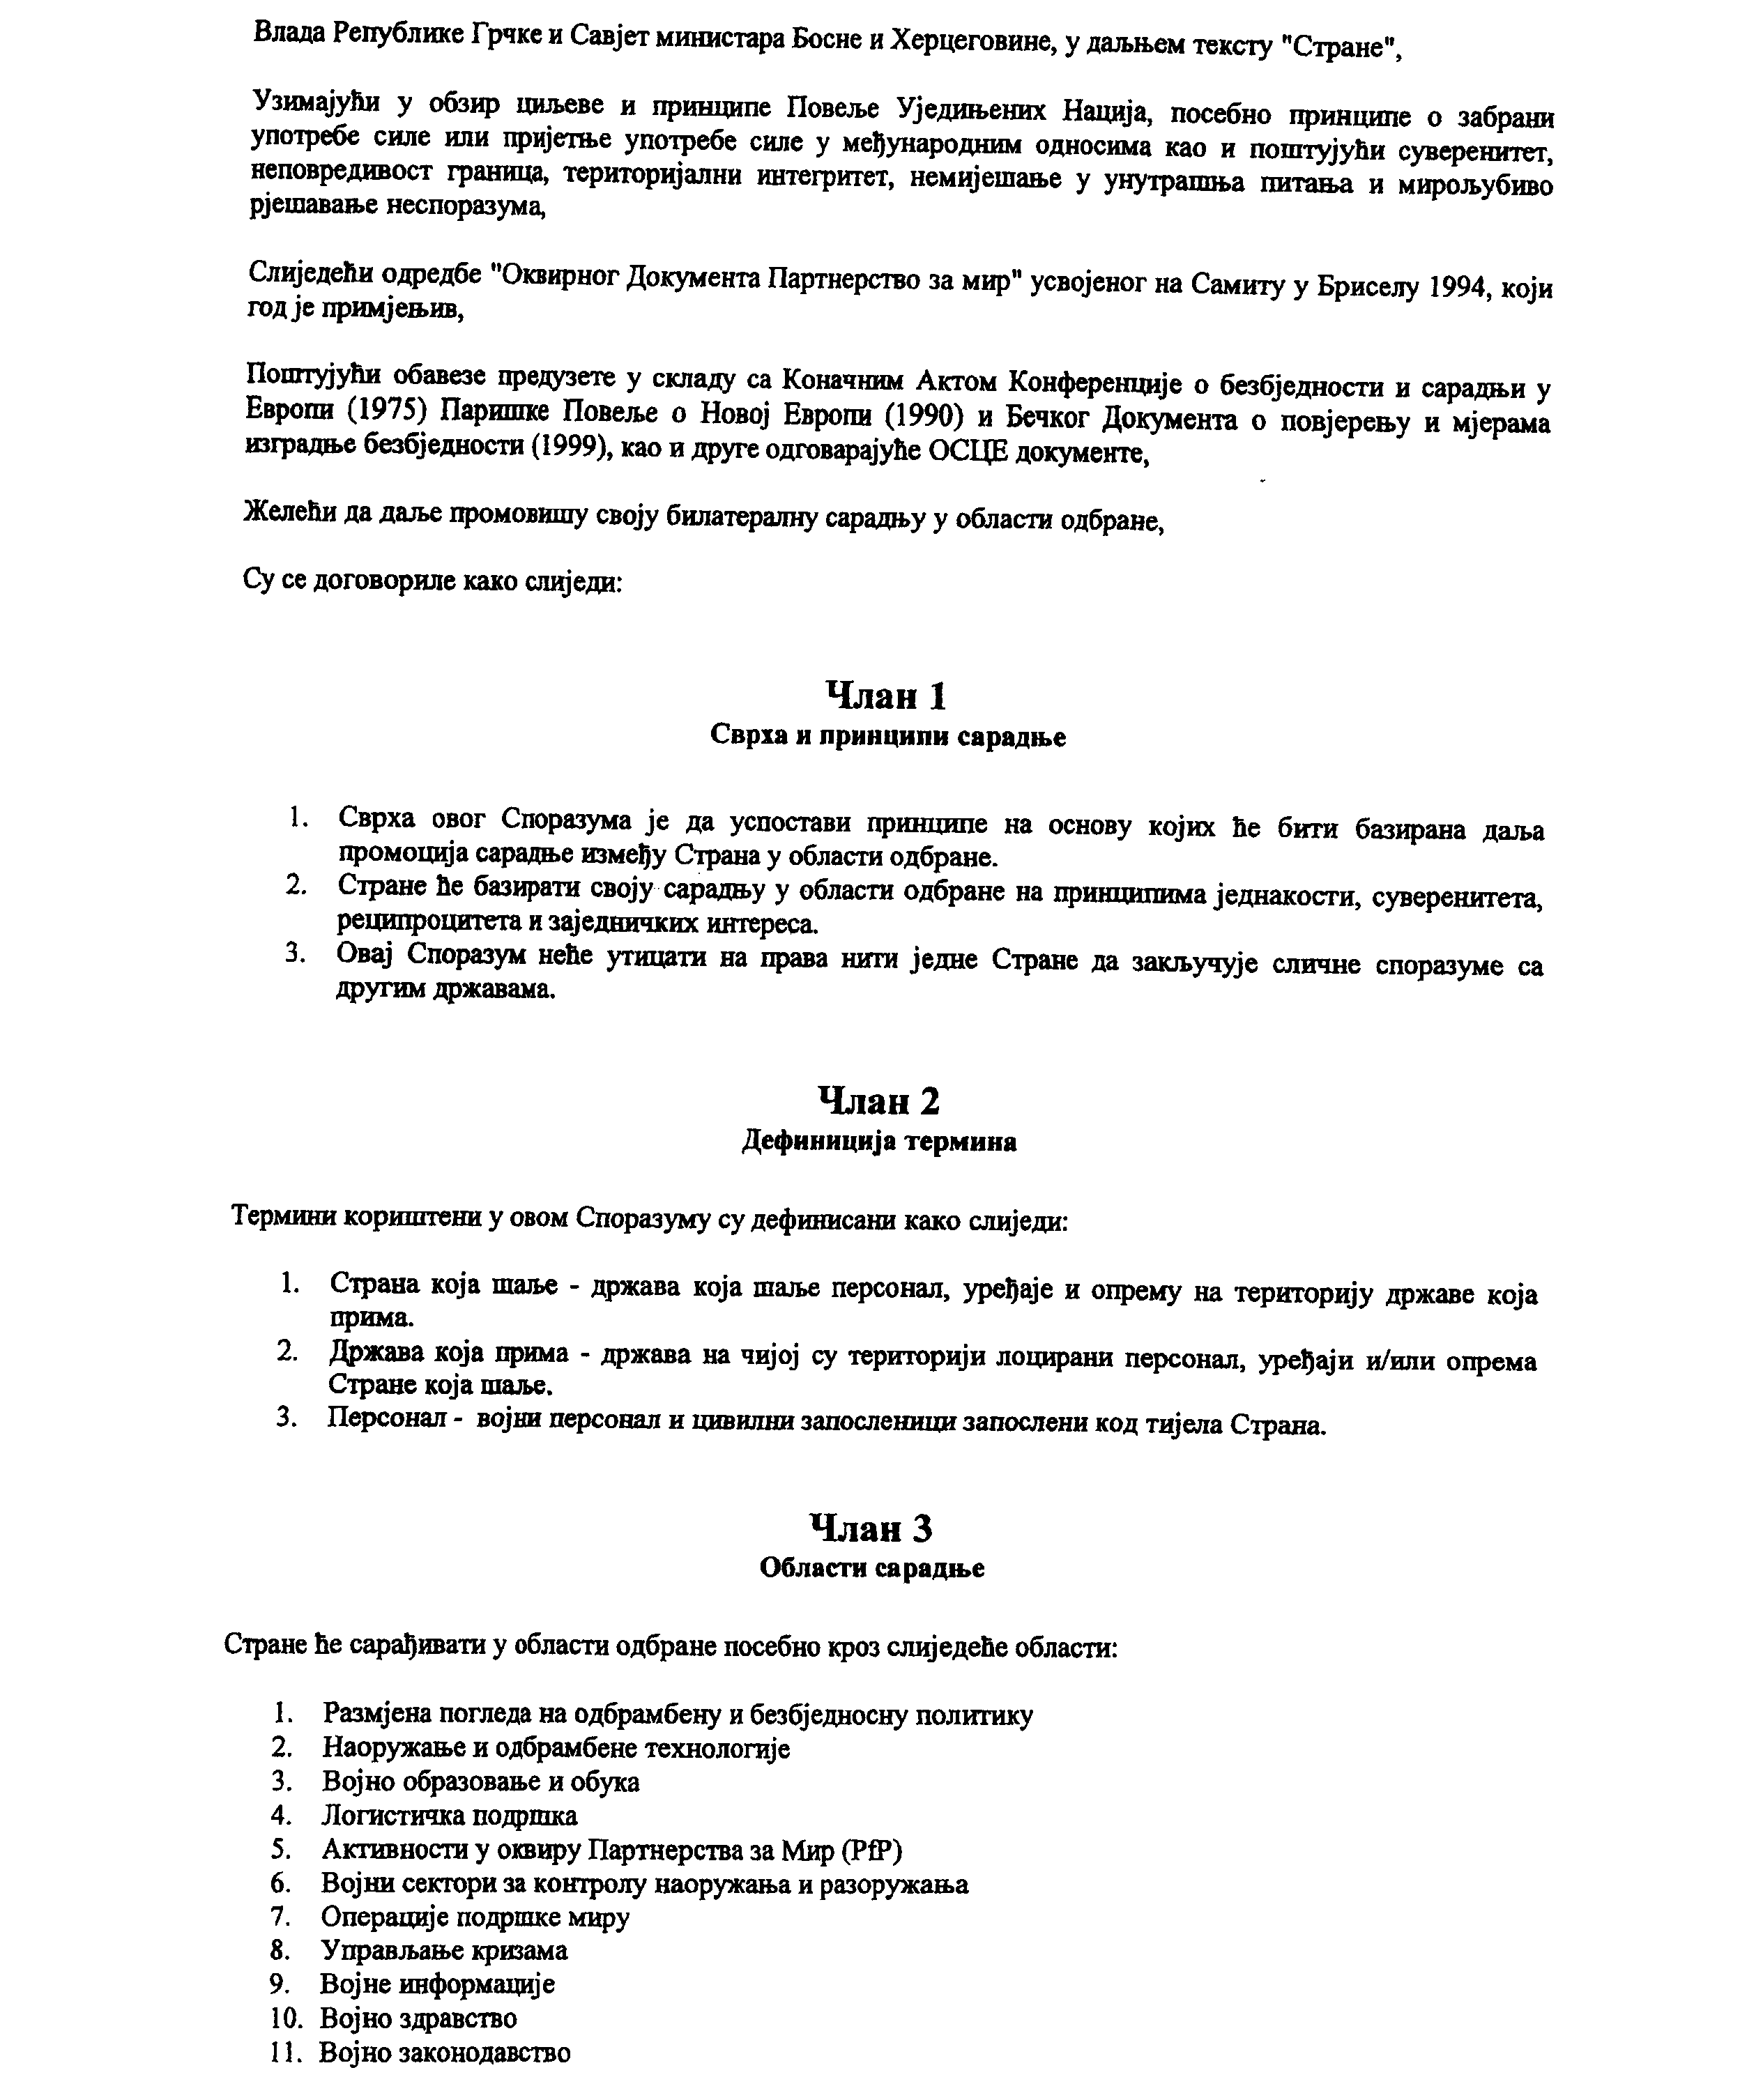 Влада Републике Грчке и Савјет министара Босне и Херцеговине, у даљњем тексту "Стране",
Узимајући у обзир циљеве и принципе Повеље Уједињених Нација, посебно принципе о забрани
употребе силе или пријетње употребе силе у међународним односима као и поштујући суверенитет,
неповредивост граница, територијални интегритет, немијешање у унутрашња питања и мирољубиво
рјешавање неспоразума,
Слиједећи одредбе "Оквирног Документа Партнерство за мир" усвојеног на Самиту у Бриселу 1994, који
год је примјењив,
Поштујући обавезе предузете у складу са Коначним Актом Конференције о безбједности и сарадњи у
Европи (1975) Паришке Повеље о Новој Европи (1990) и Бечког Документа о повјерењу и мјерама
изградње безбједности (1999), као и друге одговарајуће ОСЦЕ документе,
Желећи да даље промовишу своју билатералну сарадњу у области одбране,
Су се договориле како слиједи:
Члан 1
Сврха и принципи сарадње
1. Сврха овог Споразума је да успостави принципе на основу којих ће бити базирана даља
промоција сарадње између Страна у области одбране.
2. Стране ће базирати своју сарадњу у области одбране на принципима једнакости, суверенитета,
реципроцитета и заједничких интереса.
3. Овај Споразум неће утицати на права нити једне Стране да закључује сличне споразуме са
другим државама.
Члан 2
Дефиниција термина
Термини кориштени у овом Споразуму су дефинисани како слиједи:
1. Страна која шаље - држава која шаље персонал, уређаје и опрему на територију државе која
прима.
2. Држава која прима - држава на чијој су територији лоцирани персонал, уређаји и/или опрема
Стране која шаље.
3. Персонал - војни персонал и цивилни запосленици запослени код тијела Страна.
Члан 3
Области сарадње
Стране ће сарађивати у области одбране посебно кроз слиједеће области:
1. Размјена погледа на одбрамбену и безбједносну политику
2. Наоружање и одбрамбене технологије
3. Војно образовање и обука
4. Логистичка подршка
5. Активности у оквиру Партнерства за Мир (PfP)
6. Војни сектори за контролу наоружања и разоружања
7. Операције подршке миру
8. Управљање кризама
9. Војне информације
10. Војно здравство
11. Војно законодавство